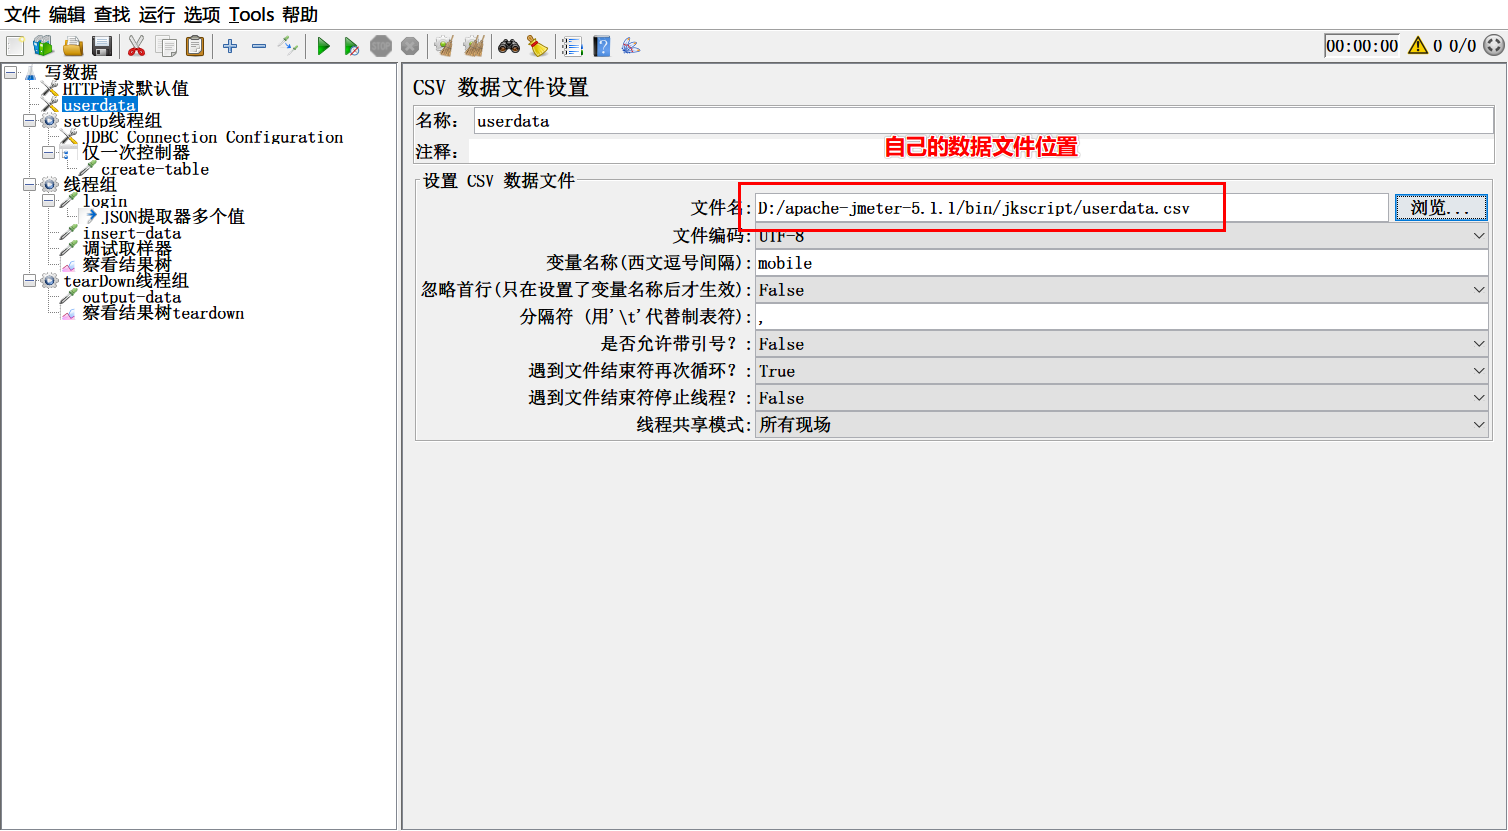 文件 编辑 查找 运行 选项 Tools 帮助
STOP
00:00:00 0 0/0
写数据
HTTP请求默认值
userdata
setUp线程组
JDBC Connection Configuration
仅一次控制器
create-table
线程组
login
JSON提取器多个值
insert-data
调试取样器
察看结果树
tearDown线程组
output-data
察看结果树teardown
CSV 数据文件设置
名称: userdata
注释:
自己的数据文件位置
设置 CSV 数据文件
文件名: D:/apache-jmeter-5.1.1/bin/jkscript/userdata.csv 浏览...
文件编码: UTF-8
变量名称(西文逗号间隔): mobile
忽略首行(只在设置了变量名称后才生效): False
分隔符 (用'\t'代替制表符): ,
是否允许带引号?: False
遇到文件结束符再次循环?: True
遇到文件结束符停止线程?: False
线程共享模式: 所有现场